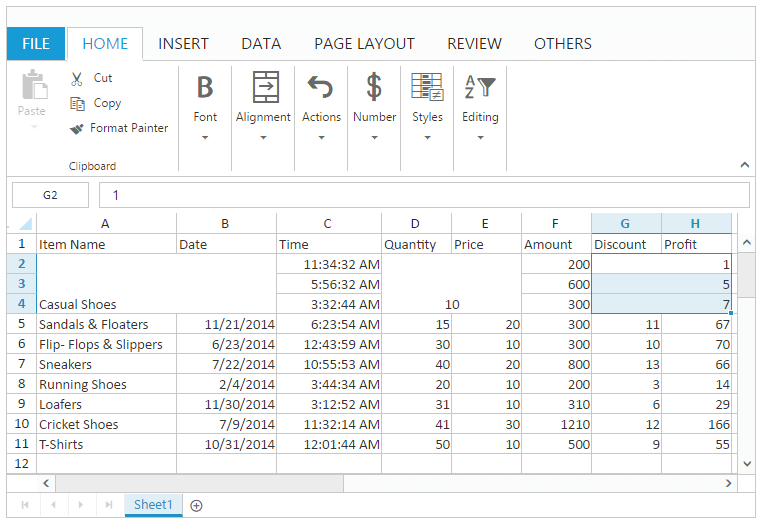 FILE HOME INSERT DATA PAGE LAYOUT REVIEW OTHERS
Paste
Cut
Copy
Format Painter
Clipboard
B
Font
Alignment
Actions
$
Number
Styles
A
Z
Editing
G2 1
A B C D E F G H
1 Item Name Date Time Quantity Price Amount Discount Profit
2 11:34:32 AM 200 1
3 5:56:32 AM 600 5
4 Casual Shoes 3:32:44 AM 10 300 7
5 Sandals & Floaters 11/21/2014 6:23:54 AM 15 20 300 11 67
6 Flip- Flops & Slippers 6/23/2014 12:43:59 AM 30 10 300 10 70
7 Sneakers 7/22/2014 10:55:53 AM 40 20 800 13 66
8 Running Shoes 2/4/2014 3:44:34 AM 20 10 200 3 14
9 Loafers 11/30/2014 3:12:52 AM 31 10 310 6 29
10 Cricket Shoes 7/9/2014 11:32:14 AM 41 30 1210 12 166
11 T-Shirts 10/31/2014 12:01:44 AM 50 10 500 9 55
12
Sheet1